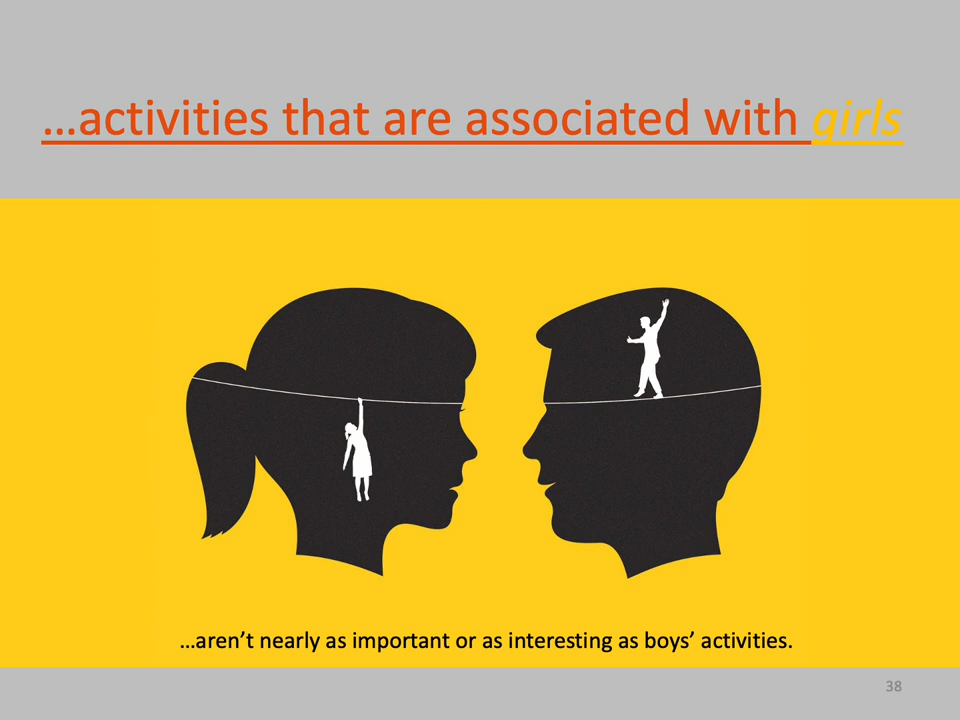 …activities that are associated with girls
…aren’t nearly as important or as interesting as boys’ activities.
38